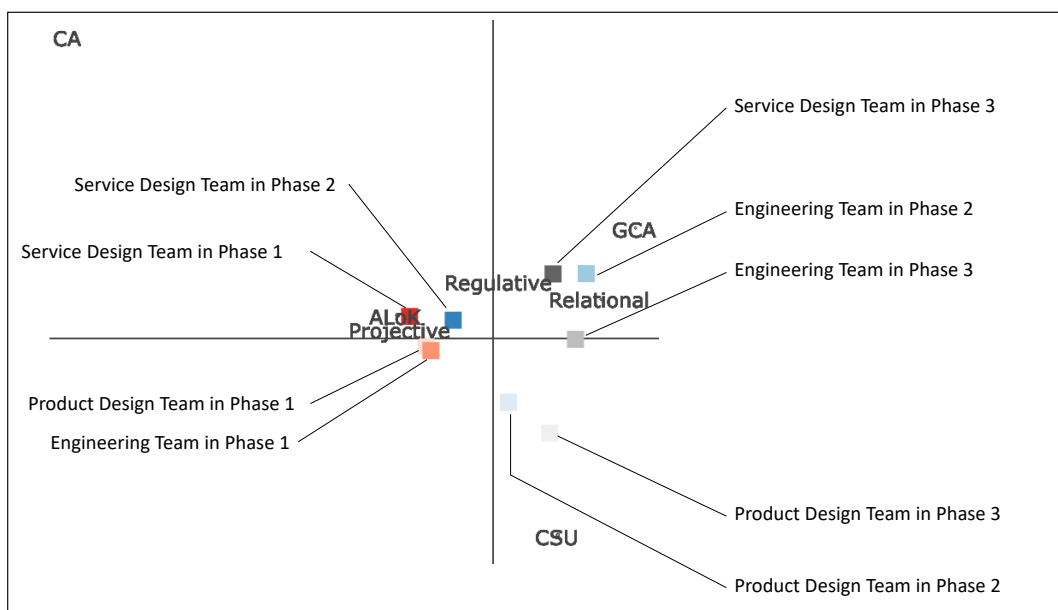 CA
Service Design Team in Phase 3
Service Design Team in Phase 2
Engineering Team in Phase 2
GCA
Service Design Team in Phase 1
Engineering Team in Phase 3
Regulative
Relational
ALoK
Projective
Product Design Team in Phase 1
Engineering Team in Phase 1
Product Design Team in Phase 3
CSU
Product Design Team in Phase 2